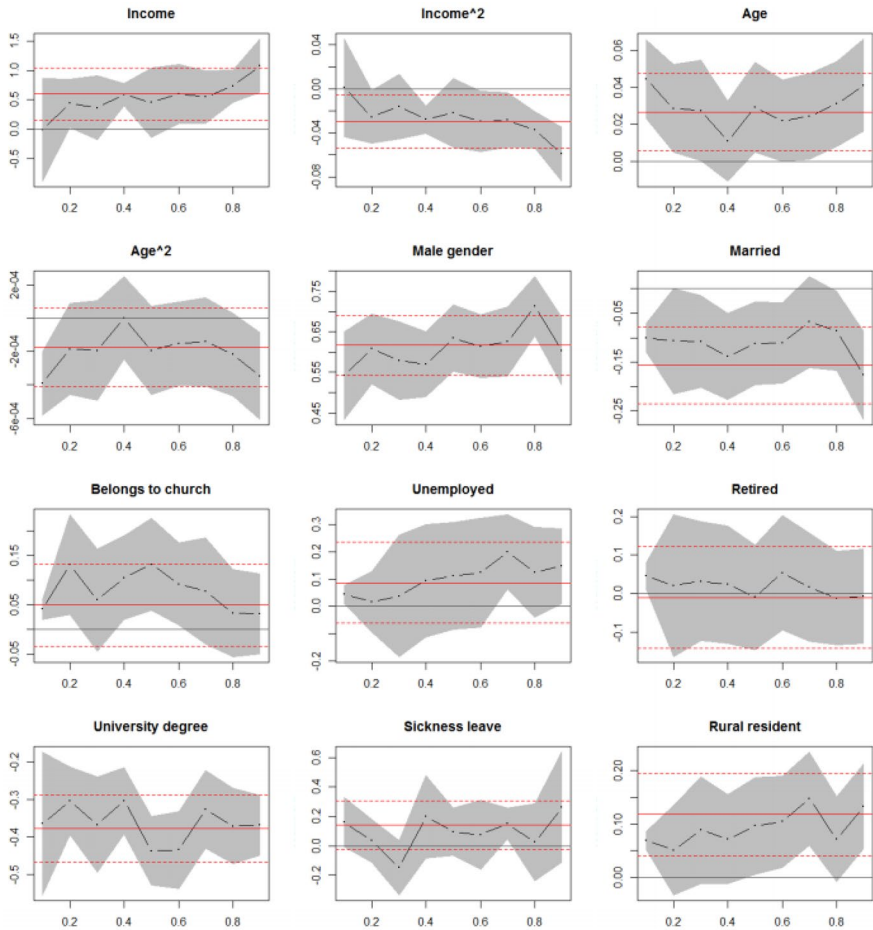 Income
Income^2
Age
1.5
1.0
0.5
0.0
-0.5
0.2 0.4 0.6 0.8
0.04
0.00
-0.04
-0.08
0.2 0.4 0.6 0.8
0.06
0.04
0.02
0.00
0.2 0.4 0.6 0.8
Age^2
Male gender
Married
2e-04
-2e-04
-6e-04
0.2 0.4 0.6 0.8
0.75
0.65
0.55
0.45
0.2 0.4 0.6 0.8
-0.05
-0.15
-0.25
0.2 0.4 0.6 0.8
Belongs to church
Unemployed
Retired
0.15
0.05
-0.05
0.2 0.4 0.6 0.8
0.3
0.2
0.1
0.0
-0.2
0.2 0.4 0.6 0.8
0.2
0.1
0.0
-0.1
0.2 0.4 0.6 0.8
University degree
Sickness leave
Rural resident
-0.2
-0.3
-0.4
-0.5
0.2 0.4 0.6 0.8
0.6
0.4
0.2
0.0
-0.2
0.2 0.4 0.6 0.8
0.20
0.10
0.00
0.2 0.4 0.6 0.8